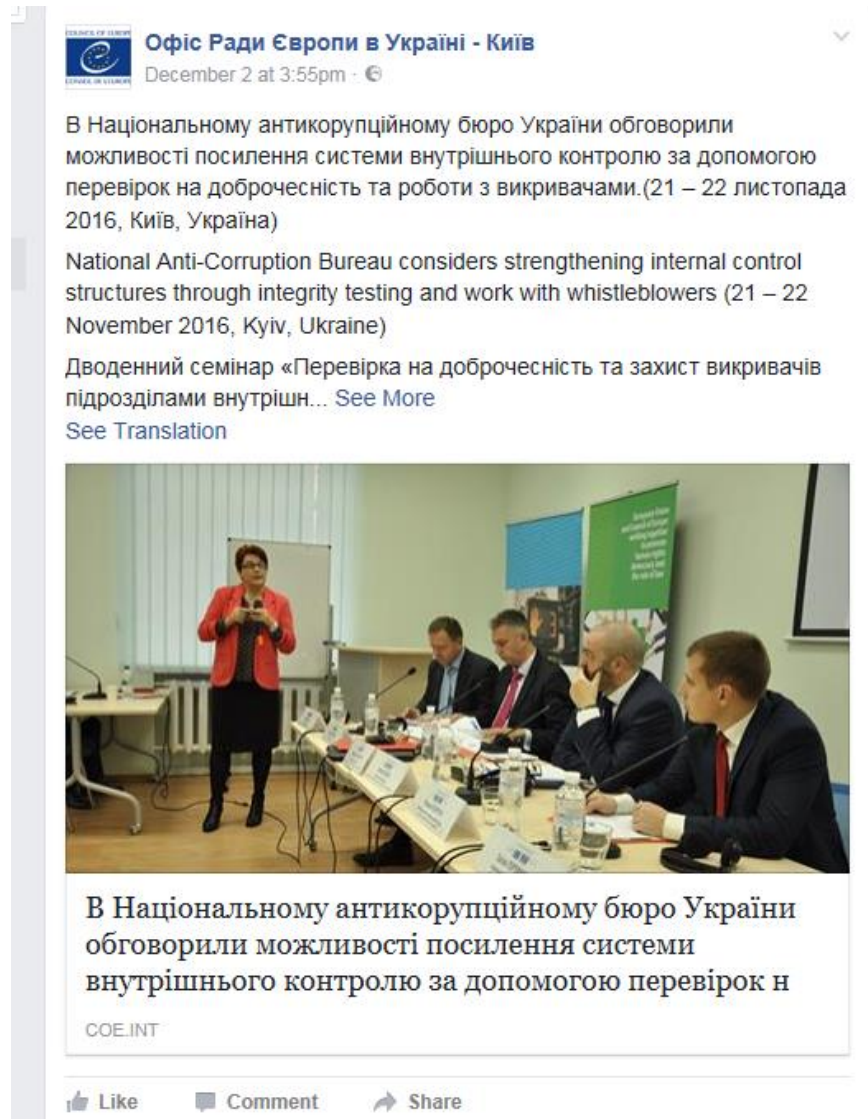 Офіс Ради Європи в Україні - Київ
December 2 at 3:55pm ·
В Національному антикорупційному бюро України обговорили
можливості посилення системи внутрішнього контролю за допомогою
перевірок на доброчесність та роботи з викривачами.(21 – 22 листопада
2016, Київ, Україна)
National Anti-Corruption Bureau considers strengthening internal control
structures through integrity testing and work with whistleblowers (21 – 22
November 2016, Kyiv, Ukraine)
Дводенний семінар «Перевірка на доброчесність та захист викривачів
підрозділами внутрішн... See More
See Translation
В Національному антикорупційному бюро України
обговорили можливості посилення системи
внутрішнього контролю за допомогою перевірок н
COE.INT
Like Comment Share